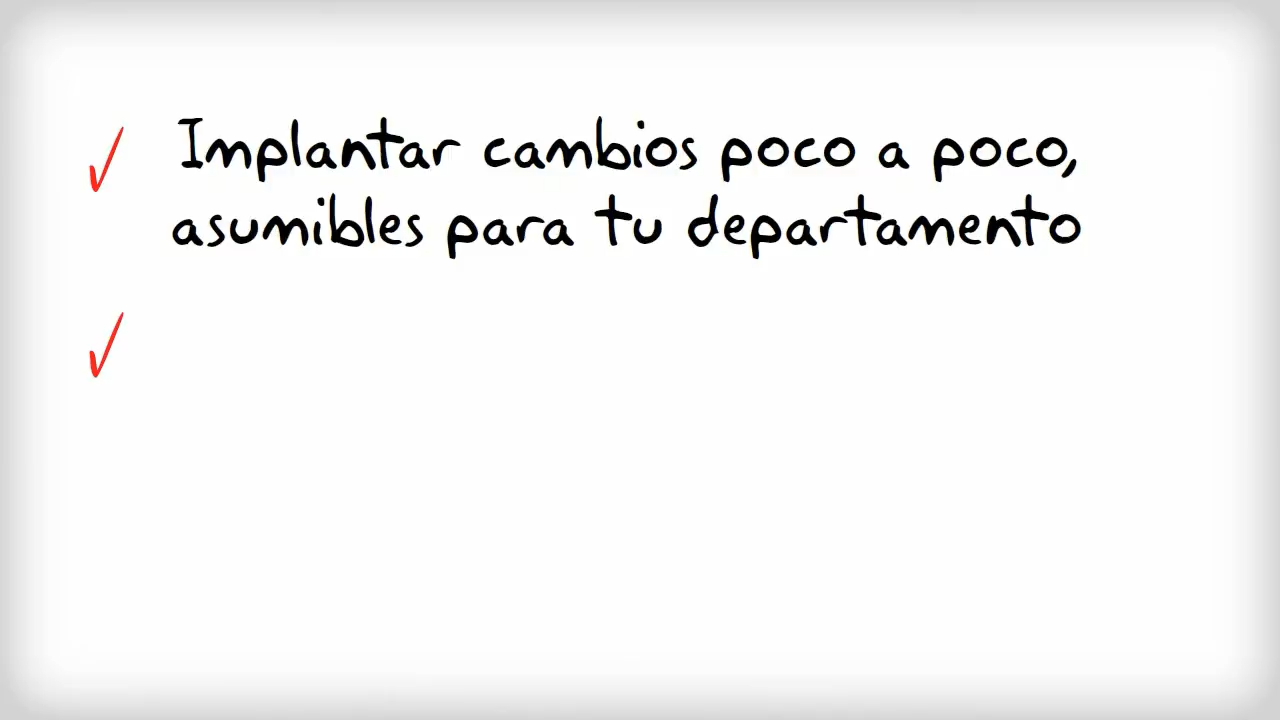 Implantar cambios poco a poco,
asumibles para tu departamento